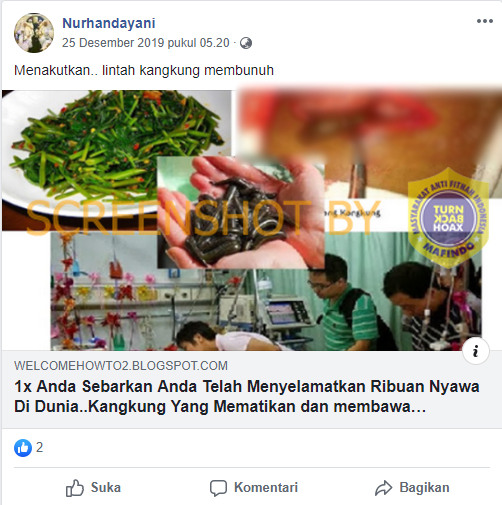 Nurhandayani
25 Desember 2019 pukul 05.20 ·
Menakutkan.. lintah kangkung membunuh
ang Kangkung
SCREENSHOT BY
MASYARAKAT ANTI FITNAH INDONESIA
TURN
BACK
HOAX
MAFINDO
i
WELCOMEHOWTO2.BLOGSPOT.COM
1x Anda Sebarkan Anda Telah Menyelamatkan Ribuan Nyawa
Di Dunia..Kangkung Yang Mematikan dan membawa…
2
Suka
Komentari
Bagikan